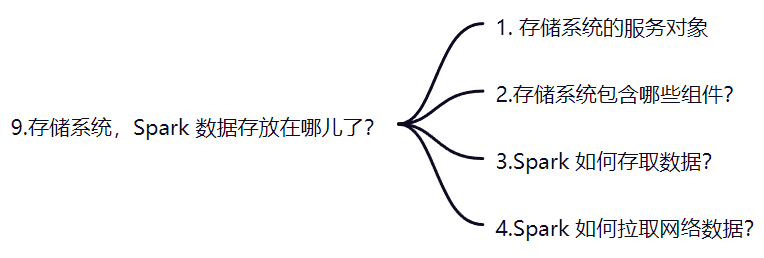 9.存储系统，Spark 数据存放在哪儿了？
1. 存储系统的服务对象
2.存储系统包含哪些组件？
3.Spark 如何存取数据？
4.Spark 如何拉取网络数据？